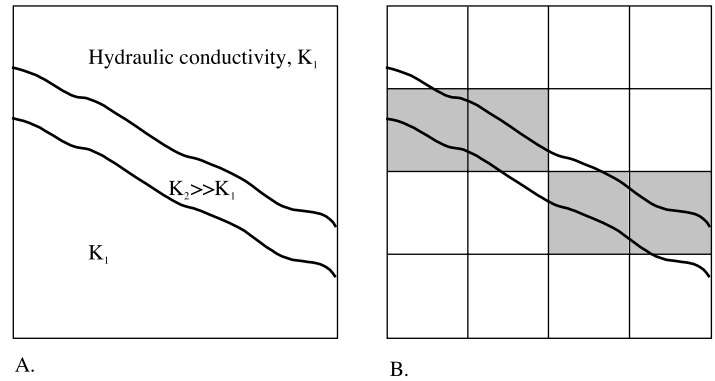 Hydraulic conductivity, K₁
K₂>>K₁
K₁
A.
B.